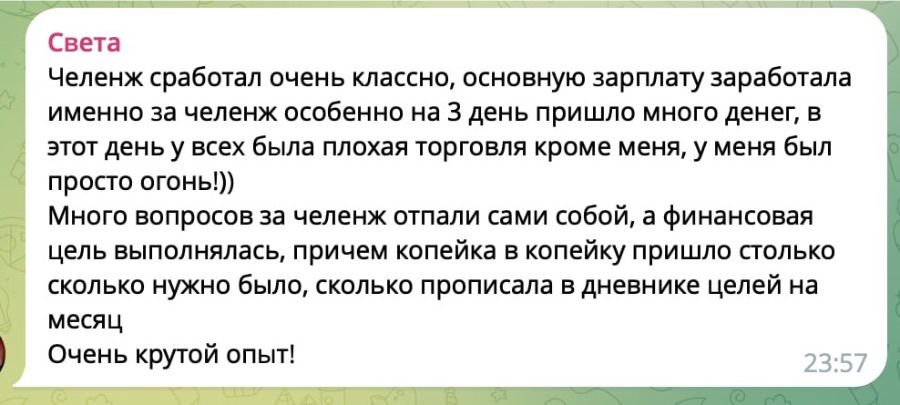 Света
Челенж сработал очень классно, основную зарплату заработала
именно за челенж особенно на 3 день пришло много денег, в
этот день у всех была плохая торговля кроме меня, у меня был
просто огонь!))
Много вопросов за челенж отпали сами собой, а финансовая
цель выполнялась, причем копейка в копейку пришло столько
сколько нужно было, сколько прописала в дневнике целей на
месяц
Очень крутой опыт!
23:57